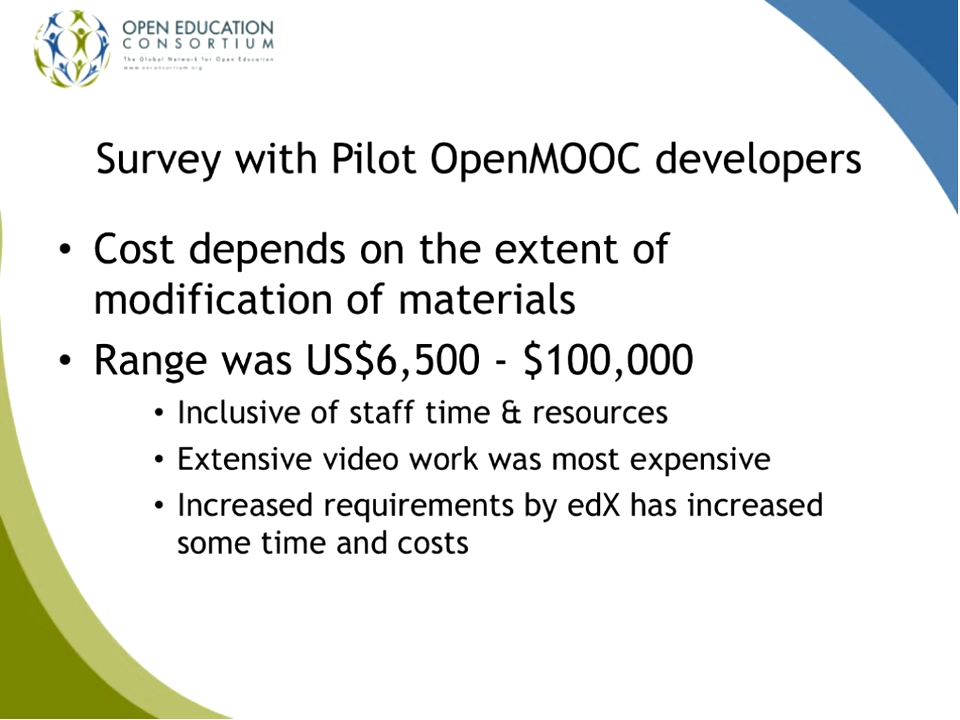 OPEN EDUCATION
CONSORTIUM
The Global Network for Open Education
www.oeconsortium.org
Survey with Pilot OpenMOOC developers
• Cost depends on the extent of
modification of materials
• Range was US$6,500 - $100,000
• Inclusive of staff time & resources
• Extensive video work was most expensive
• Increased requirements by edX has increased
some time and costs